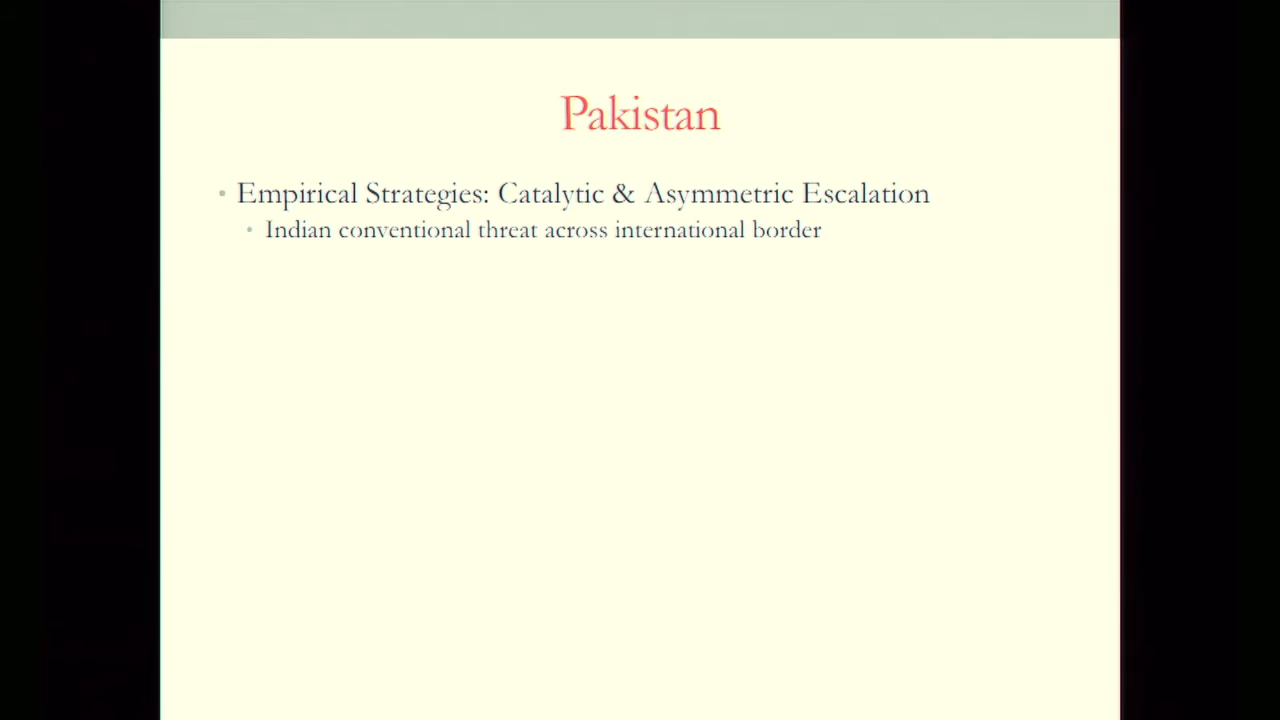 Pakistan
• Empirical Strategies: Catalytic & Asymmetric Escalation
• Indian conventional threat across international border